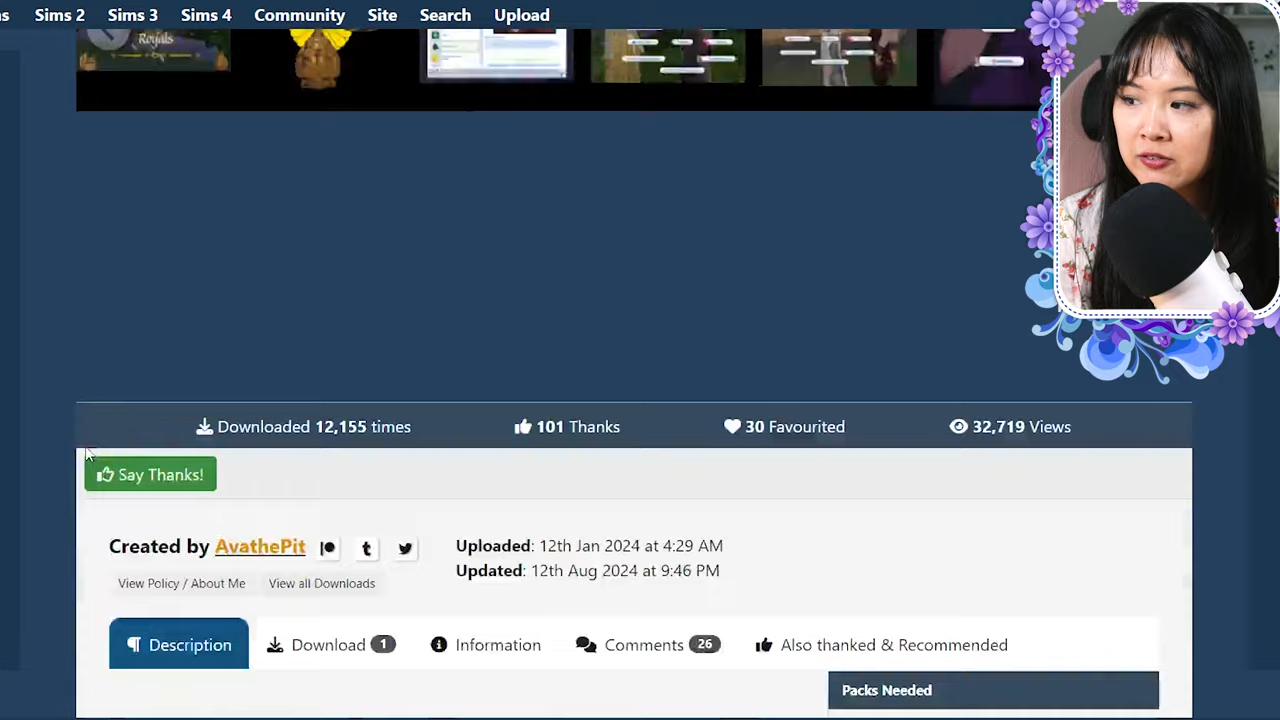 Sims 2 Sims 3 Sims 4 Community Site Search Upload
Royals
Downloaded 12,155 times 101 Thanks 30 Favourited 32,719 Views
Say Thanks!
Created by AvathePit
Uploaded: 12th Jan 2024 at 4:29 AM
Updated: 12th Aug 2024 at 9:46 PM
View Policy / About Me View all Downloads
Description Download 1 Information Comments 26 Also thanked & Recommended
Packs Needed